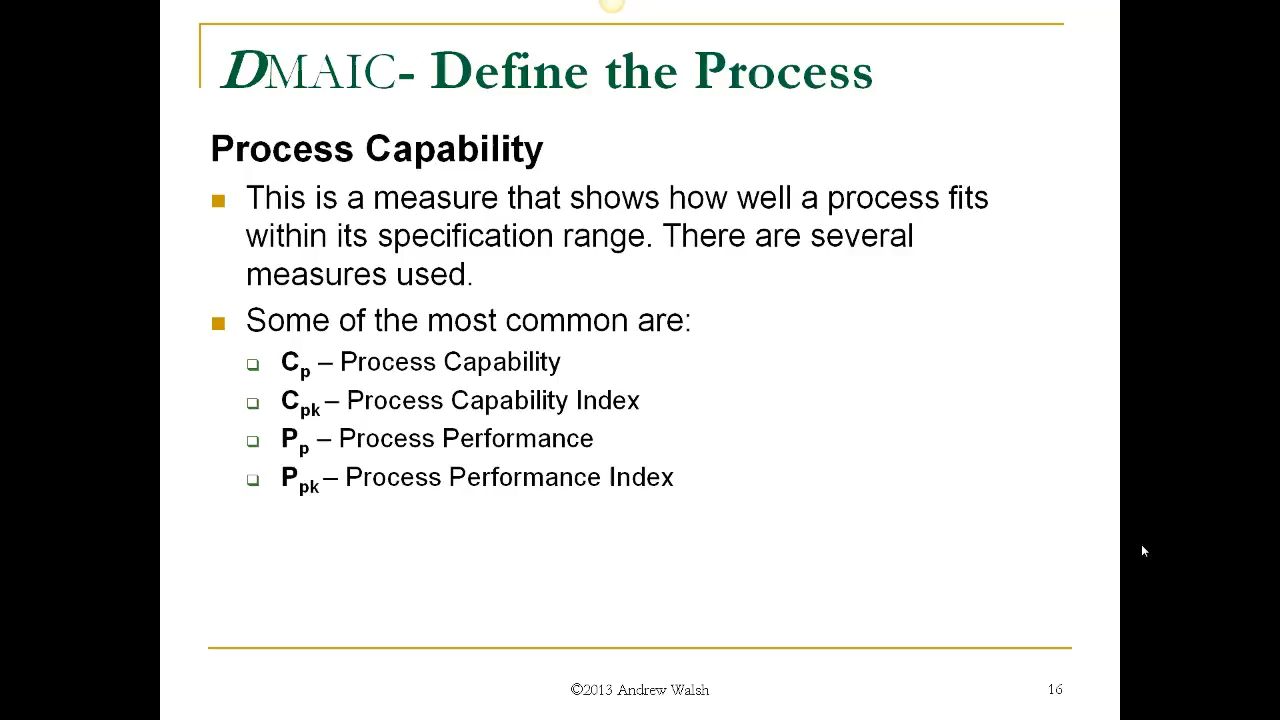 DMAIC- Define the Process
Process Capability
This is a measure that shows how well a process fits
within its specification range. There are several
measures used.
Some of the most common are:
Cp – Process Capability
Cpk – Process Capability Index
Pp – Process Performance
Ppk – Process Performance Index
©2013 Andrew Walsh
16